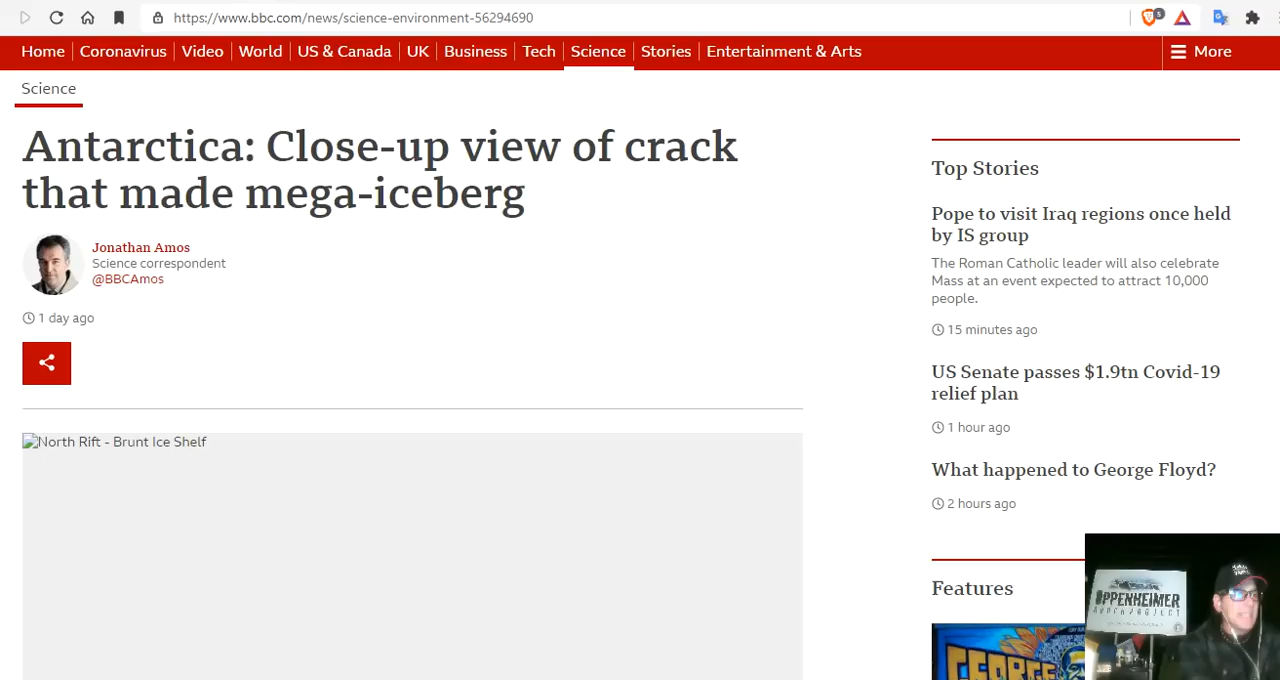 https://www.bbc.com/news/science-environment-56294690
5
Home
Coronavirus
Video
World
US & Canada
UK
Business
Tech
Science
Stories
Entertainment & Arts
More
Science
Antarctica: Close-up view of crack
that made mega-iceberg
Jonathan Amos
Science correspondent
@BBCAmos
1 day ago
North Rift - Brunt Ice Shelf
Top Stories
Pope to visit Iraq regions once held
by IS group
The Roman Catholic leader will also celebrate
Mass at an event expected to attract 10,000
people.
15 minutes ago
US Senate passes $1.9tn Covid-19
relief plan
1 hour ago
What happened to George Floyd?
2 hours ago
Features
GEORGE
OPPENHEIMER
RANCH PROJECT